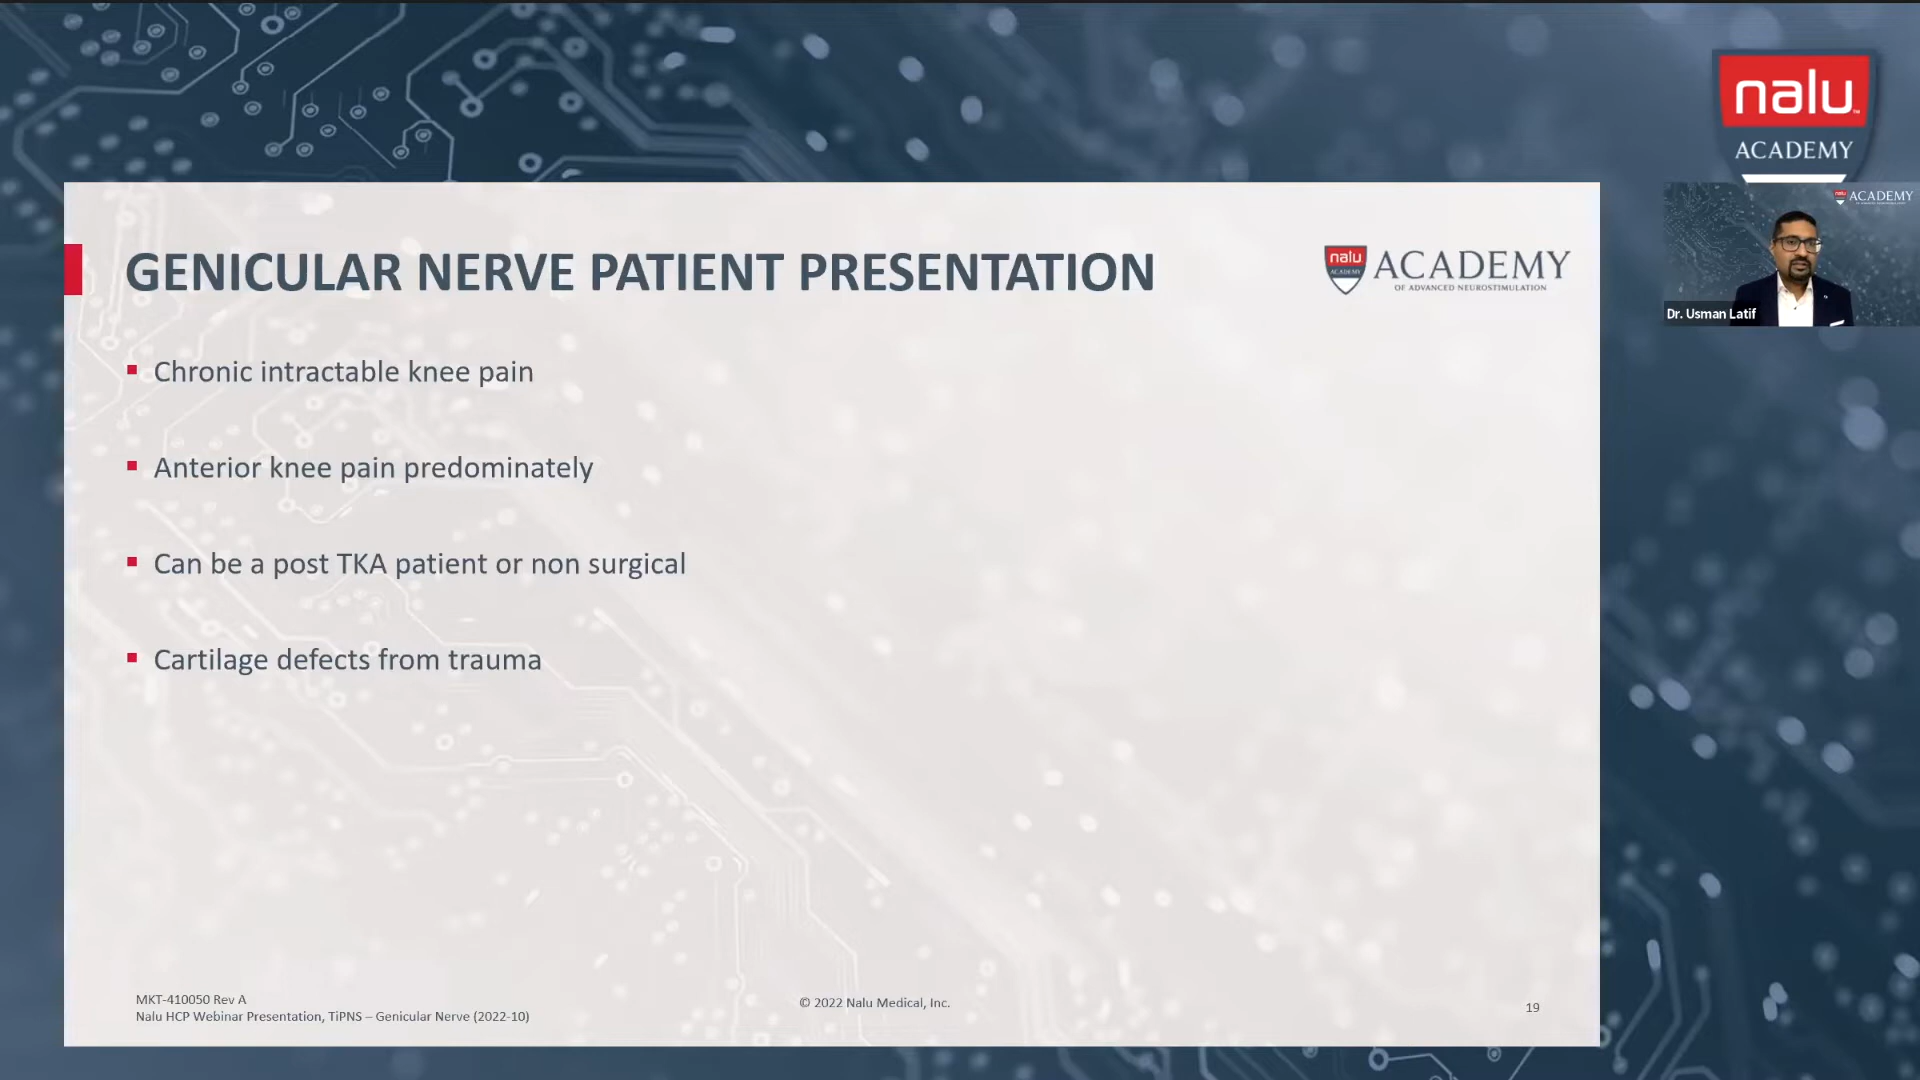 nalu™
ACADEMY
GENICULAR NERVE PATIENT PRESENTATION
nalu
ACADEMY
ACADEMY
OF ADVANCED NEUROSTIMULATION
ACADEMY
Dr. Usman Latif
▪ Chronic intractable knee pain
▪ Anterior knee pain predominately
▪ Can be a post TKA patient or non surgical
▪ Cartilage defects from trauma
MKT-410050 Rev A
Nalu HCP Webinar Presentation, TiPNS – Genicular Nerve (2022-10)
© 2022 Nalu Medical, Inc.
19